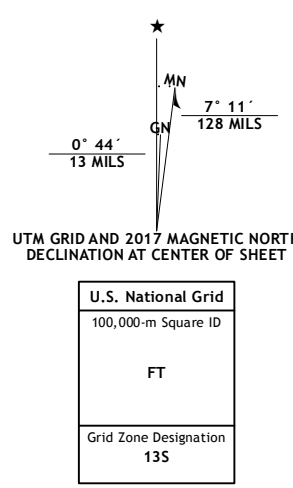 ★
MN
GN
7° 11´
128 MILS
0° 44´
13 MILS
UTM GRID AND 2017 MAGNETIC NORTH
DECLINATION AT CENTER OF SHEET
U.S. National Grid
100,000-m Square ID
FT
Grid Zone Designation
13S